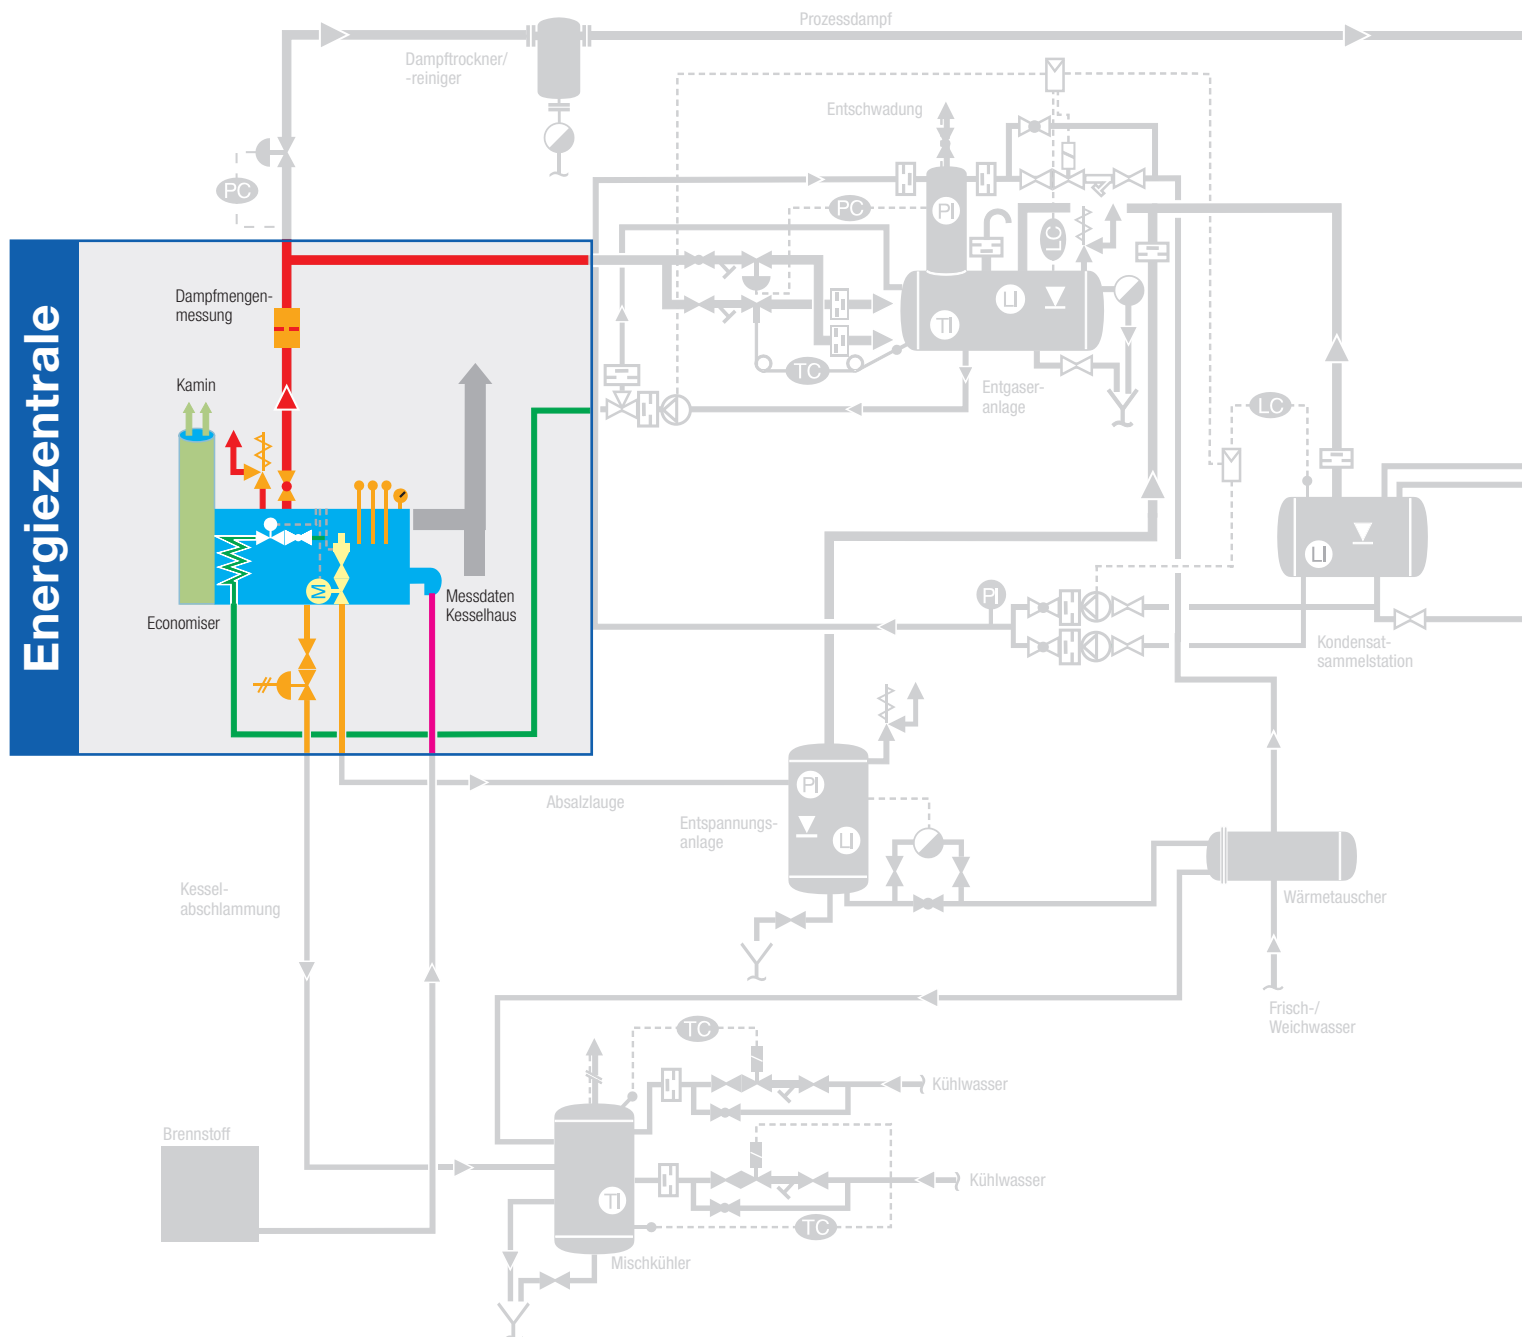 Prozessdampf
Dampftrockner/
-reiniger
Entschwadung
PC
PC
PI
LC
Energiezentrale
Dampfmengen-
messung
LI
TI
TC
Kamin
Entgaser-
anlage
LC
LI
M
Messdaten
Kesselhaus
Economiser
PI
Kondensat-
sammelstation
PI
Absalzlauge
Entspannungs-
anlage
LI
Kessel-
abschlammung
Wärmetauscher
Frisch-/
Weichwasser
TC
Kühlwasser
Brennstoff
TI
Kühlwasser
TC
Mischkühler